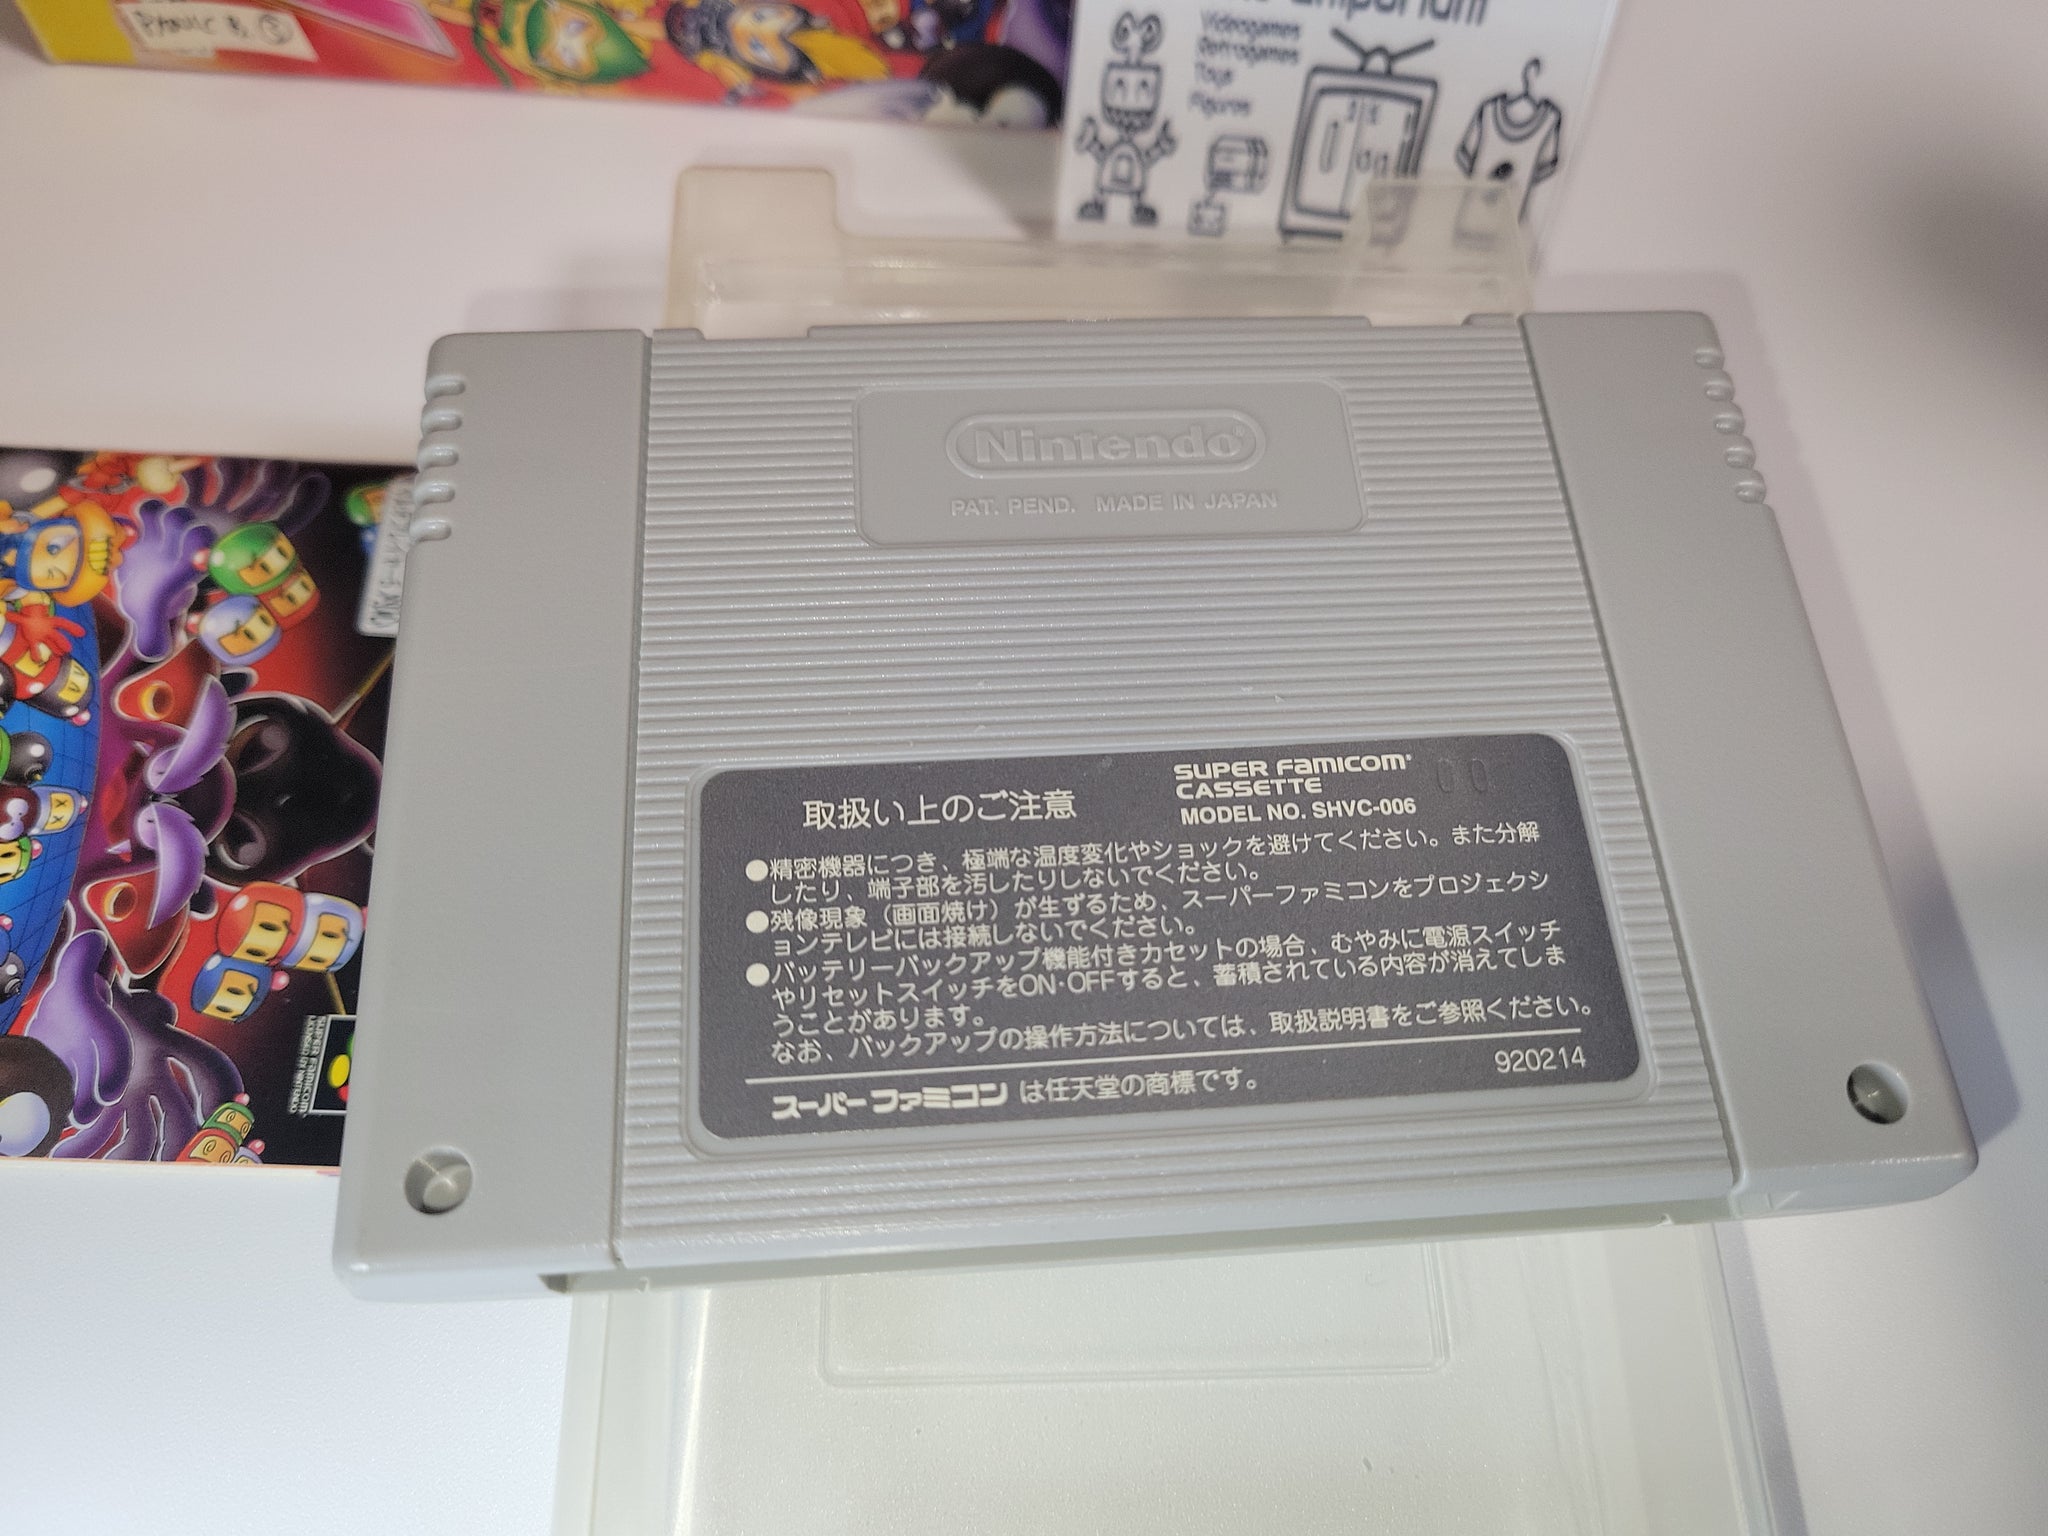 Emporium
Videogames
Retrogames
Toys
Figures
Nintendo
PAT. PEND. MADE IN JAPAN
取扱い上のご注意
SUPER FAMICOM
CASSETTE
MODEL NO. SHVC-006
00
●精密機器につき、極端な温度変化やショックを避けてください。また分解
したり、端子部を汚したりしないでください。
●残像現象（画面焼け）が生ずるため、スーパーファミコンをプロジェクシ
ョンテレビには接続しないでください。
●バッテリーバックアップ機能付きカセットの場合、むやみに電源スイッチ
やリセットスイッチをON·OFFすると、蓄積されている内容が消えてしま
うことがあります。
なお、バックアップの操作方法については、取扱説明書をご参照ください。
920214
スーパーファミコン は任天堂の商標です。
SUPER FAMICOM
LICENSED BY NINTENDO